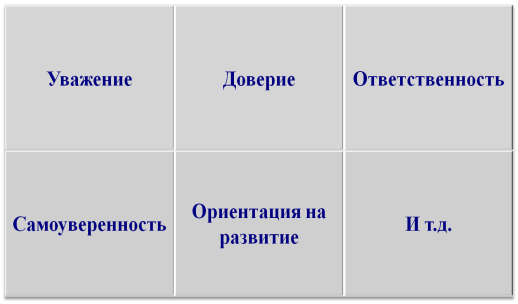 Уважение
Доверие
Ответственность
Самоуверенность
Ориентация на
развитие
И т.д.